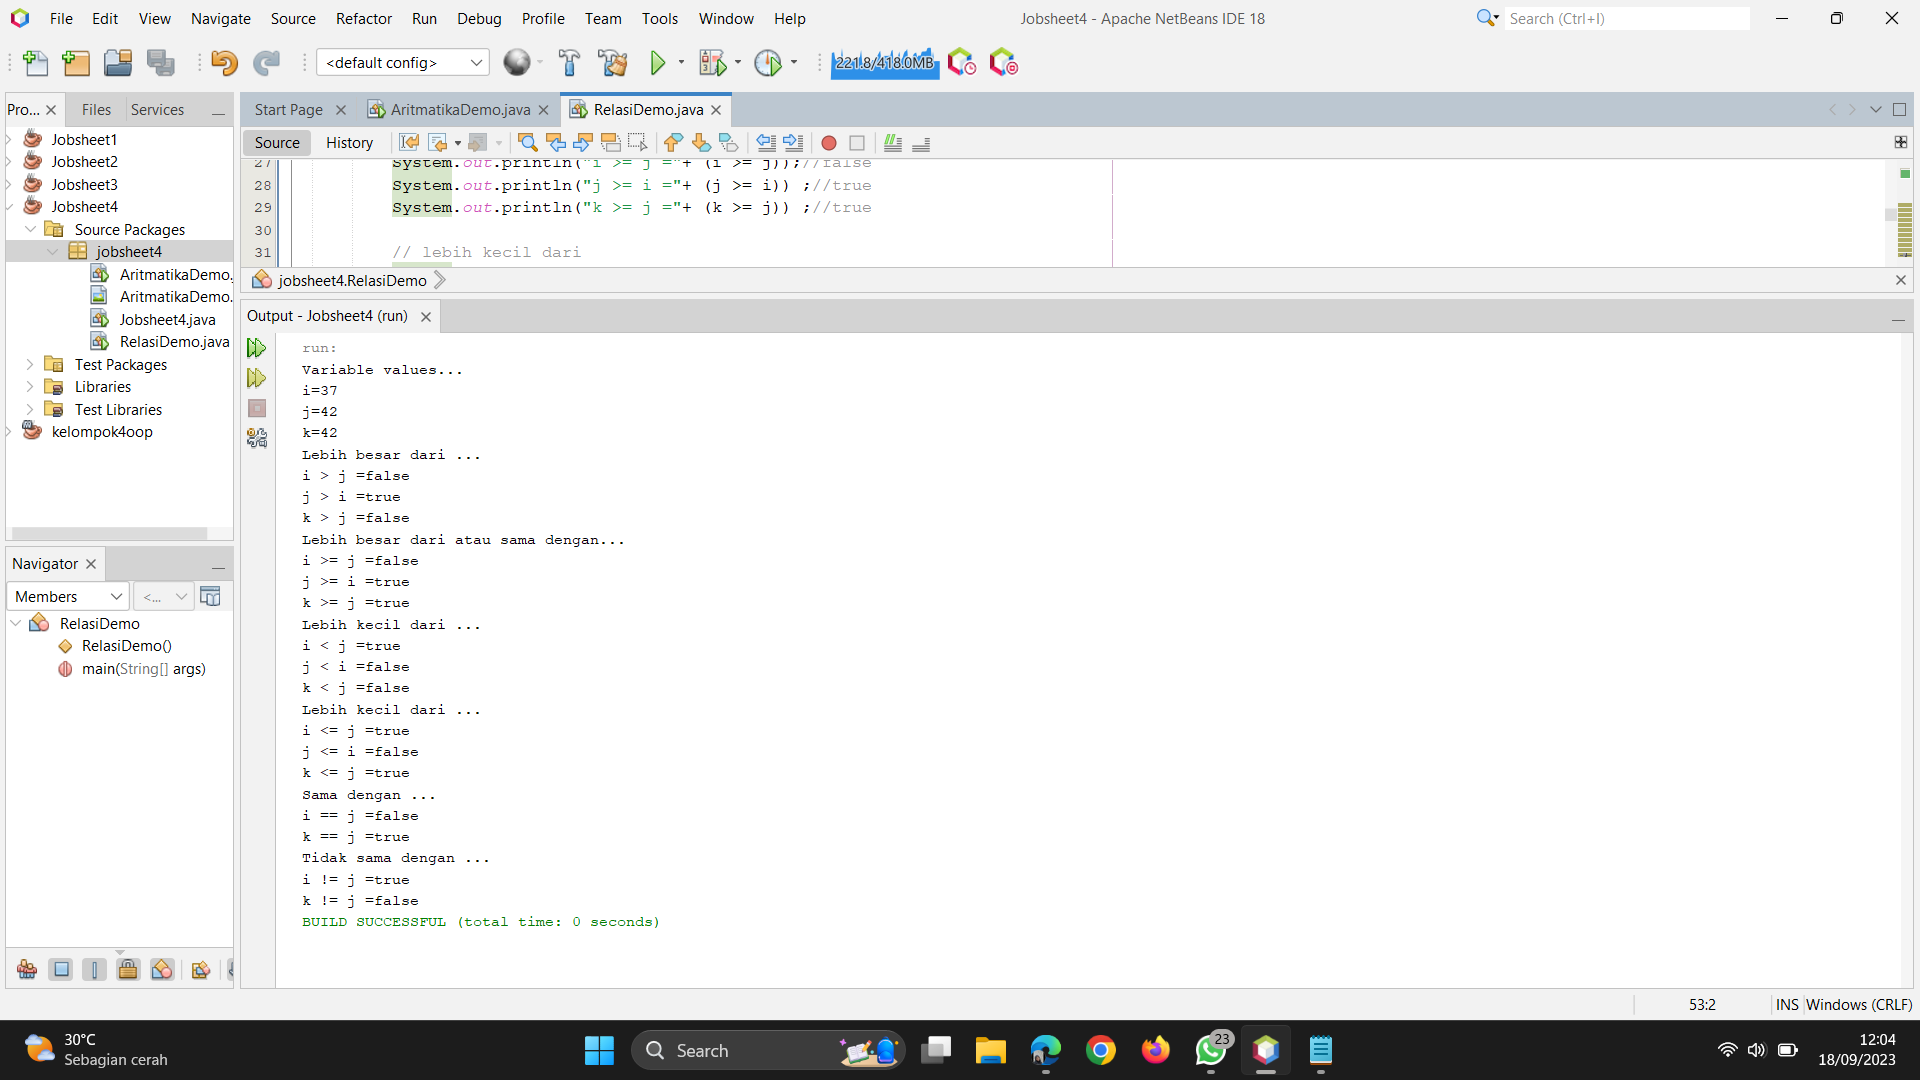 File Edit View Navigate Source Refactor Run Debug Profile Team Tools Window Help
Jobsheet4 - Apache NetBeans IDE 18
Search (Ctrl+I)
<default config>
221.8/418.0MB
Pro... Files Services
Jobsheet1
Jobsheet2
Jobsheet3
Jobsheet4
Source Packages
jobsheet4
AritmatikaDemo.
AritmatikaDemo.
Jobsheet4.java
RelasiDemo.java
Test Packages
Libraries
Test Libraries
kelompok4oop
Navigator
Members
<...
RelasiDemo
RelasiDemo()
main(String[] args)
Start Page AritmatikaDemo.java RelasiDemo.java
Source History
27 System.out.println("i >= j ="+ (i >= j));//false
28 System.out.println("j >= i ="+ (j >= i)) ;//true
29 System.out.println("k >= j ="+ (k >= j)) ;//true
30
31 // lebih kecil dari
jobsheet4.RelasiDemo
Output - Jobsheet4 (run)
run:
Variable values...
i=37
j=42
k=42
Lebih besar dari ...
i > j =false
j > i =true
k > j =false
Lebih besar dari atau sama dengan...
i >= j =false
j >= i =true
k >= j =true
Lebih kecil dari ...
i < j =true
j < i =false
k < j =false
Lebih kecil dari ...
i <= j =true
j <= i =false
k <= j =true
Sama dengan ...
i == j =false
k == j =true
Tidak sama dengan ...
i != j =true
k != j =false
BUILD SUCCESSFUL (total time: 0 seconds)
53:2 INS Windows (CRLF)
30°C
Sebagian cerah
Search
23
12:04
18/09/2023